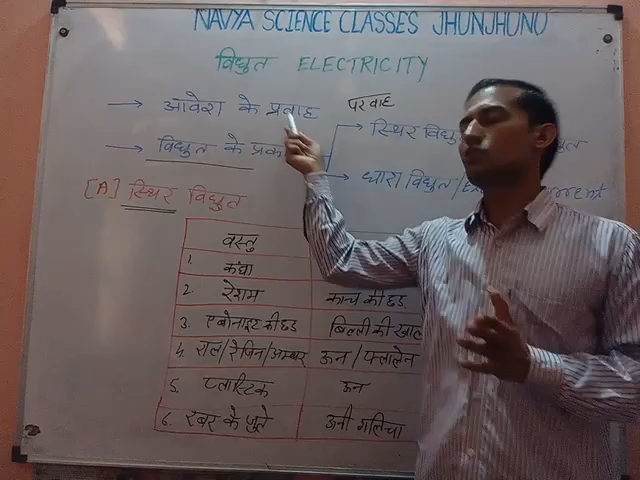 NAVYA SCIENCE CLASSES JHUNJHUNU
विधुत ELECTRICITY
→ आवेश के प्रवाह परवाह
→ विधुत के प्रका
→ स्थिर विधु
→ धारा विधुत /
[A] स्थिर विधुत
वस्तु
1. कंघा
2. रेशम काच की छड
3. एबोनाइट की छड बिल्ली की खाल
4. राल/रेजिन/अम्बर ऊन / फ्लालेन
5. प्लास्टिक ऊन
6. रबर के जुते ऊनी गलिचा